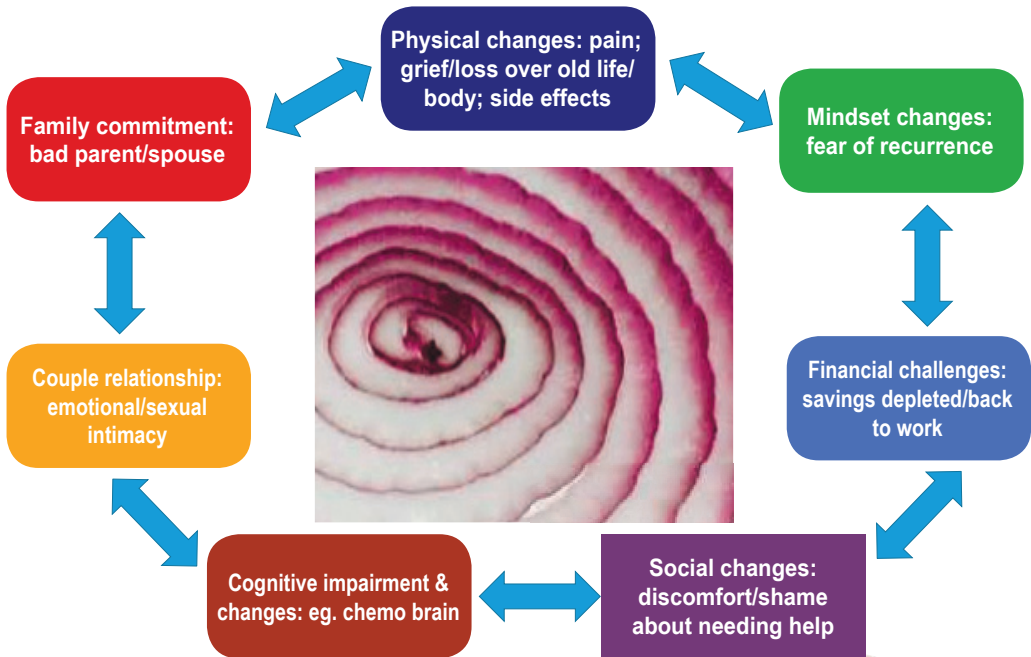 Physical changes: pain;
grief/loss over old life/
body; side effects
Mindset changes:
fear of recurrence
Financial challenges:
savings depleted/back
to work
Social changes:
discomfort/shame
about needing help
Cognitive impairment &
changes: eg. chemo brain
Couple relationship:
emotional/sexual
intimacy
Family commitment:
bad parent/spouse